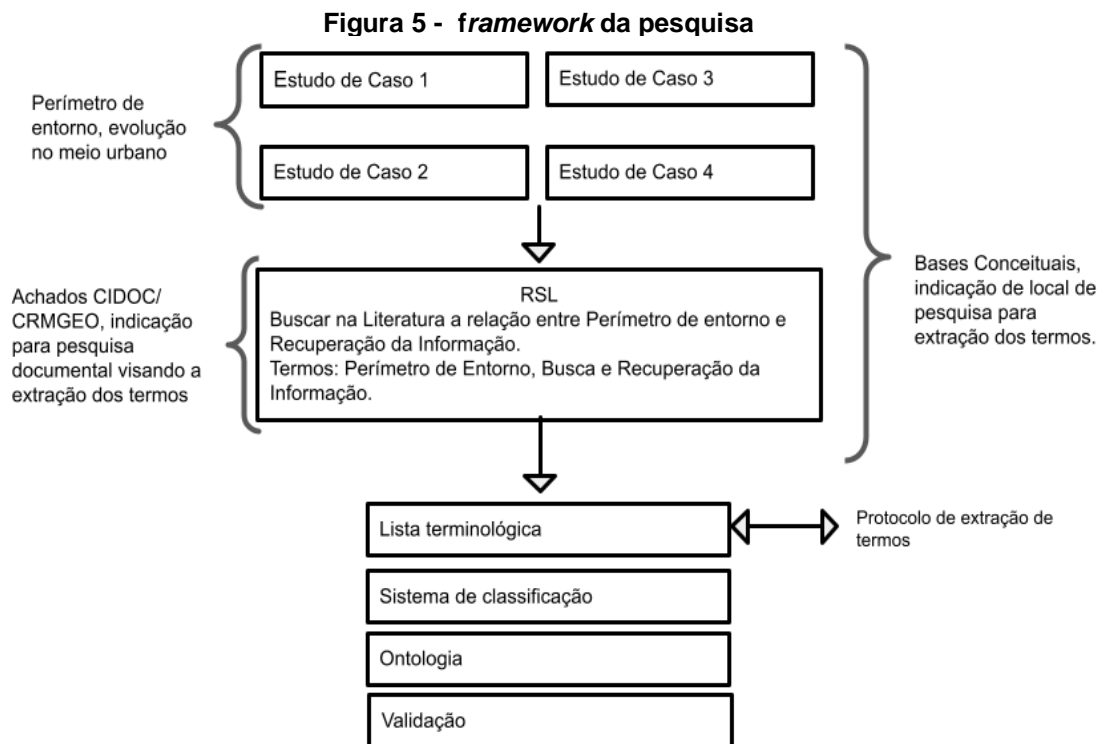 Figura 5 - framework da pesquisa
Estudo de Caso 1
Estudo de Caso 3
Perímetro de
entorno, evolução
no meio urbano
Estudo de Caso 2
Estudo de Caso 4
Bases Conceituais,
indicação de local de
pesquisa para
extração dos termos.
Achados CIDOC/
CRMGEO, indicação
para pesquisa
documental visando a
extração dos termos
RSL
Buscar na Literatura a relação entre Perímetro de entorno e
Recuperação da Informação.
Termos: Perímetro de Entorno, Busca e Recuperação da
Informação.
Lista terminológica
Protocolo de extração de
termos
Sistema de classificação
Ontologia
Validação